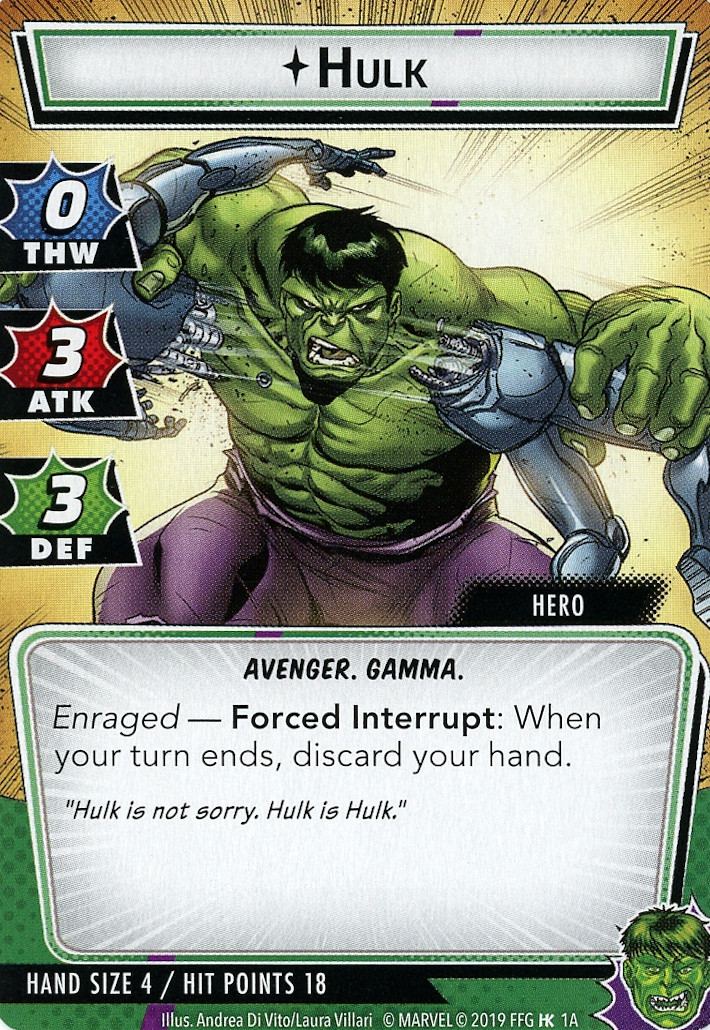 HULK
0
THW
3
ATK
3
DEF
HERO
AVENGER. GAMMA.
Enraged — Forced Interrupt: When
your turn ends, discard your hand.
"Hulk is not sorry. Hulk is Hulk."
HAND SIZE 4 / HIT POINTS 18
Illus. Andrea Di Vito/Laura Villari © MARVEL © 2019 FFG HK 1A